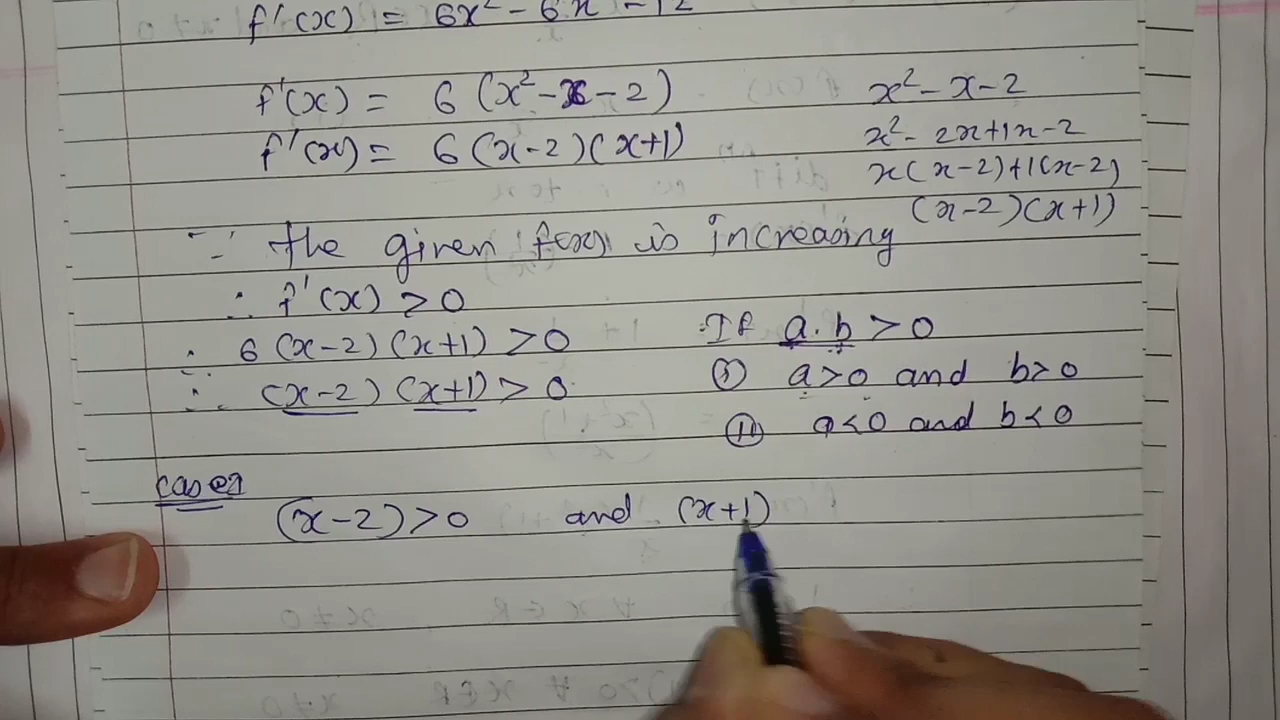 f'(x) = 6x² - 6x - 12
f'(x) = 6 (x² - x - 2)
x² - x - 2
f'(x) = 6 (x-2) (x+1)
x² - 2x + 1x - 2
x(x-2)+1(x-2)
(x-2)(x+1)
∵ the given f(x) is increasing
∴ f'(x) > 0
∴ 6 (x-2) (x+1) > 0
If a.b > 0
∴ (x-2) (x+1) > 0
(I) a>0 and b>0
(II) a<0 and b<0
case1
(x-2) > 0 and (x+1)